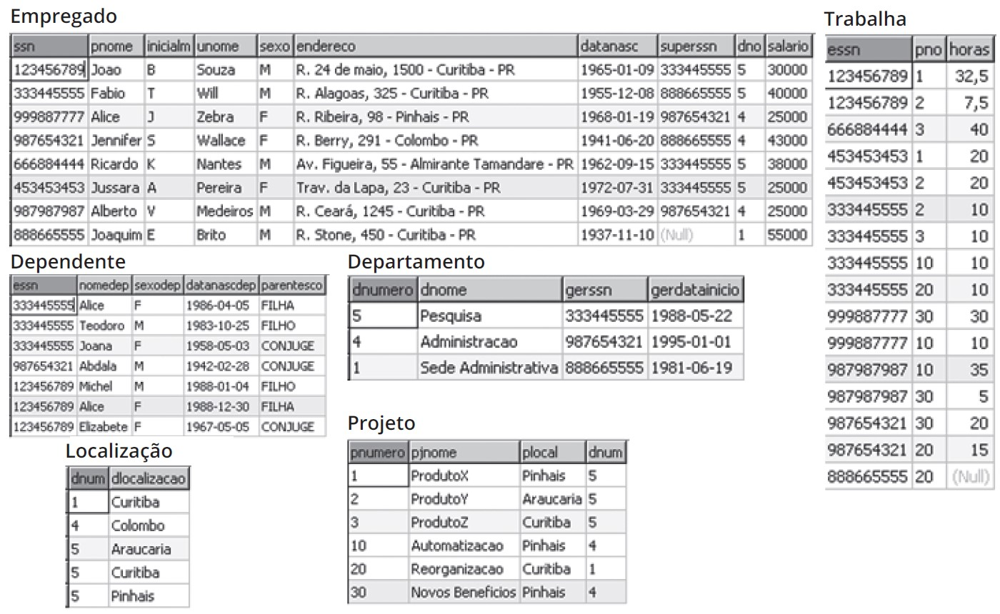 Empregado
ssn pnome inicialm unome sexo endereco datanasc superssn dno salario
123456789 Joao B Souza M R. 24 de maio, 1500 - Curitiba - PR 1965-01-09 333445555 5 30000
333445555 Fabio T Will M R. Alagoas, 325 - Curitiba - PR 1955-12-08 888665555 5 40000
999887777 Alice J Zebra F R. Ribeira, 98 - Pinhais - PR 1968-01-19 987654321 4 25000
987654321 Jennifer S Wallace F R. Berry, 291 - Colombo - PR 1941-06-20 888665555 4 43000
666884444 Ricardo K Nantes M Av. Figueira, 55 - Almirante Tamandare - PR 1962-09-15 333445555 5 38000
453453453 Jussara A Pereira F Trav. da Lapa, 23 - Curitiba - PR 1972-07-31 333445555 5 25000
987987987 Alberto V Medeiros M R. Ceará, 1245 - Curitiba - PR 1969-03-29 987654321 4 25000
888665555 Joaquim E Brito M R. Stone, 450 - Curitiba - PR 1937-11-10 (Null) 1 55000
Trabalha
essn pno horas
123456789 1 32,5
123456789 2 7,5
666884444 3 40
453453453 1 20
453453453 2 20
333445555 2 10
333445555 3 10
333445555 10 10
333445555 20 10
999887777 30 30
999887777 10 10
987987987 10 35
987987987 30 5
987654321 30 20
987654321 20 15
888665555 20 (Null)
Dependente
essn nomedep sexodep datanascdep parentesco
333445555 Alice F 1986-04-05 FILHA
333445555 Teodoro M 1983-10-25 FILHO
333445555 Joana F 1958-05-03 CONJUGE
987654321 Abdala M 1942-02-28 CONJUGE
123456789 Michel M 1988-01-04 FILHO
123456789 Alice F 1988-12-30 FILHA
123456789 Elizabete F 1967-05-05 CONJUGE
Departamento
dnumero dnome gerssn gerdatainicio
5 Pesquisa 333445555 1988-05-22
4 Administracao 987654321 1995-01-01
1 Sede Administrativa 888665555 1981-06-19
Localização
dnum dlocalizacao
1 Curitiba
4 Colombo
5 Araucaria
5 Curitiba
5 Pinhais
Projeto
pnumero pjnome plocal dnum
1 ProdutoX Pinhais 5
2 ProdutoY Araucaria 5
3 ProdutoZ Curitiba 5
10 Automatizacao Pinhais 4
20 Reorganizacao Curitiba 1
30 Novos Beneficios Pinhais 4